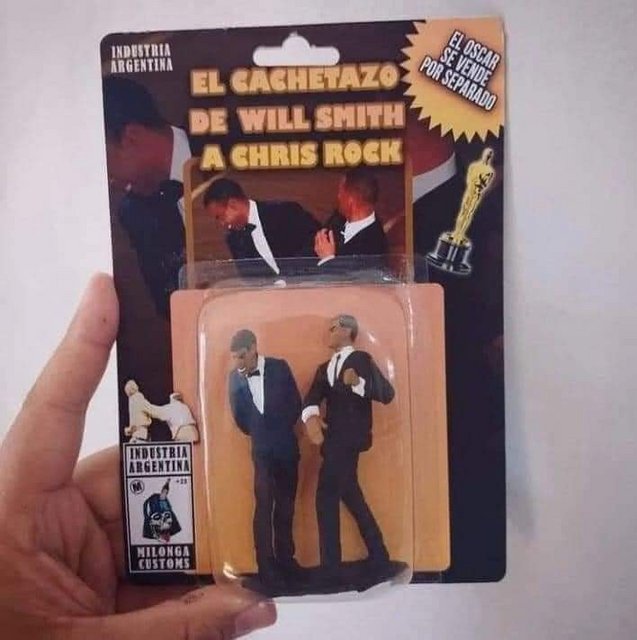 INDUSTRIA
ARGENTINA
EL OSCAR
SE VENDE
POR SEPARADO
EL CACHETAZO
DE WILL SMITH
A CHRIS ROCK
INDUSTRIA
ARGENTINA
M
+13
MILONGA
CUSTOMS